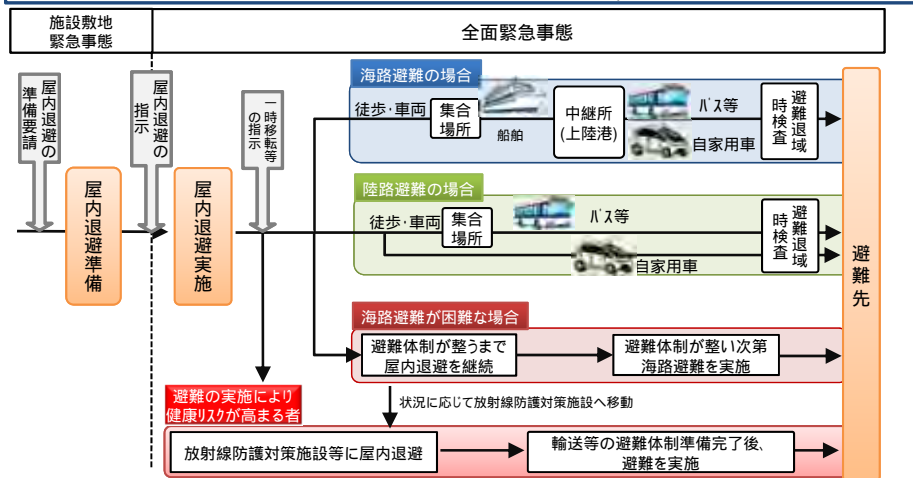 施設敷地
緊急事態
全面緊急事態
屋内退避の
準備要請
屋内退避準備
屋内退避の
指示
屋内退避実施
一時移転等
の指示
海路避難の場合
徒歩・車両
集合
場所
船舶
中継所
(上陸港)
バス等
自家用車
避難退域
時検査
陸路避難の場合
徒歩・車両
集合
場所
バス等
自家用車
避難退域
時検査
避難先
海路避難が困難な場合
避難体制が整うまで
屋内退避を継続
避難体制が整い次第
海路避難を実施
避難の実施により
健康リスクが高まる者
状況に応じて放射線防護対策施設へ移動
放射線防護対策施設等に屋内退避
輸送等の避難体制準備完了後、
避難を実施